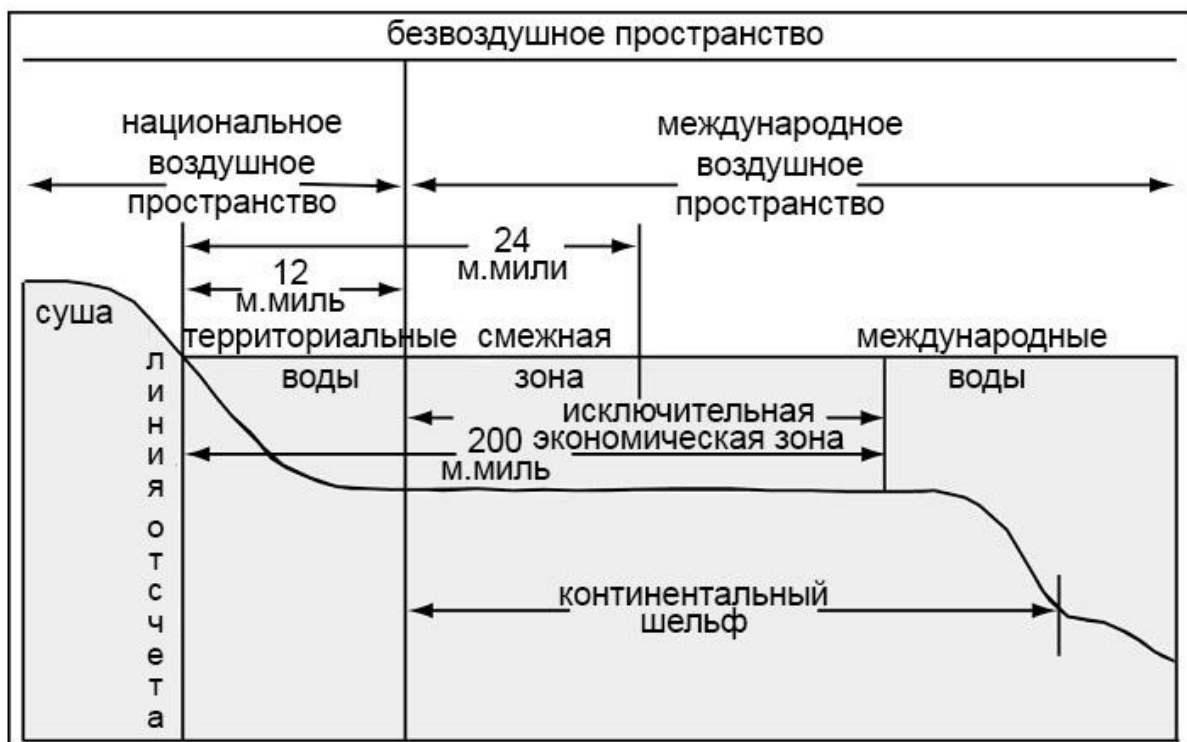 безвоздушное пространство
национальное
воздушное
пространство
международное
воздушное
пространство
24
м.мили
12
м.миль
суша
территориальные
воды
смежная
зона
международные
воды
исключительная
экономическая зона
200
м.миль
континентальный
шельф
линия отсчета